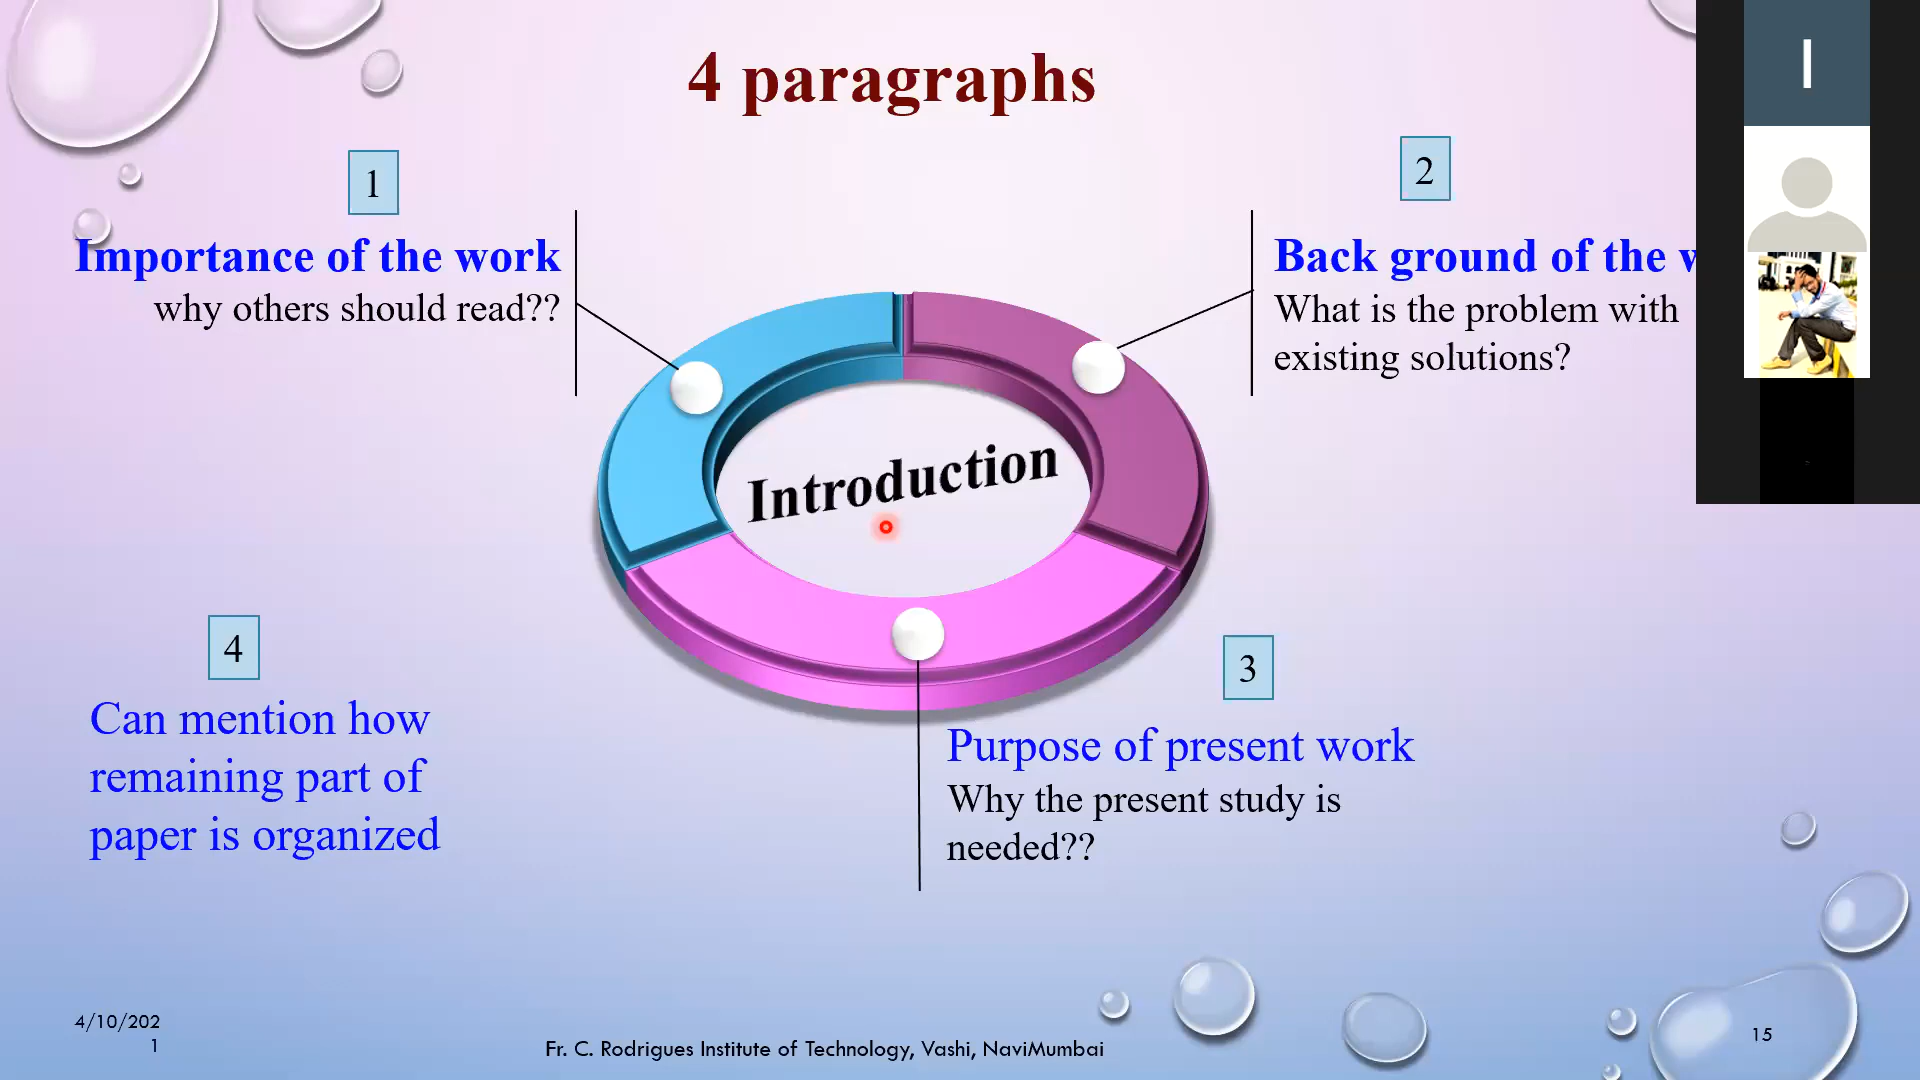 4 paragraphs
1
Importance of the work
why others should read??
2
Back ground of the
What is the problem with
existing solutions?
Introduction
4
Can mention how
remaining part of
paper is organized
3
Purpose of present work
Why the present study is
needed??
4/10/202
1
Fr. C. Rodrigues Institute of Technology, Vashi, NaviMumbai
15
I